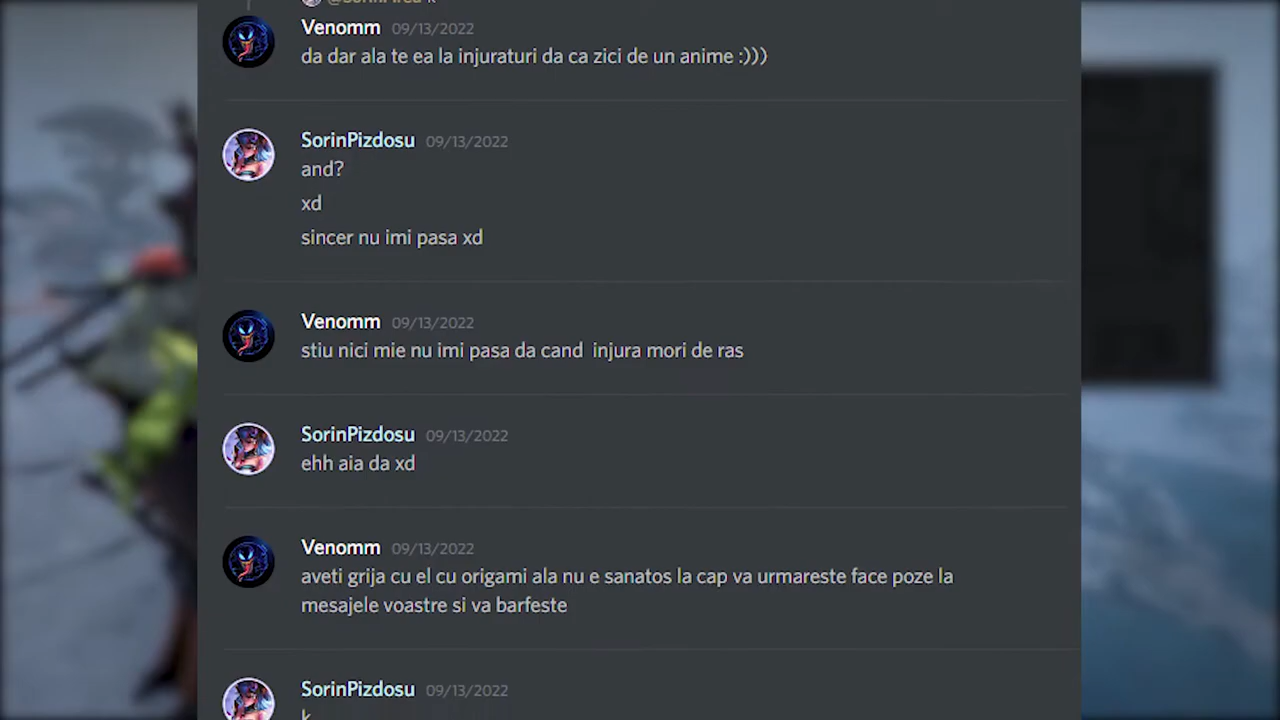 Venomm 09/13/2022
da dar ala te ea la injuraturi da ca zici de un anime :)))
SorinPizdosu 09/13/2022
and?
xd
sincer nu imi pasa xd
Venomm 09/13/2022
stiu nici mie nu imi pasa da cand injura mori de ras
SorinPizdosu 09/13/2022
ehh aia da xd
Venomm 09/13/2022
aveti grija cu el cu origami ala nu e sanatos la cap va urmareste face poze la
mesajele voastre si va barfeste
SorinPizdosu 09/13/2022